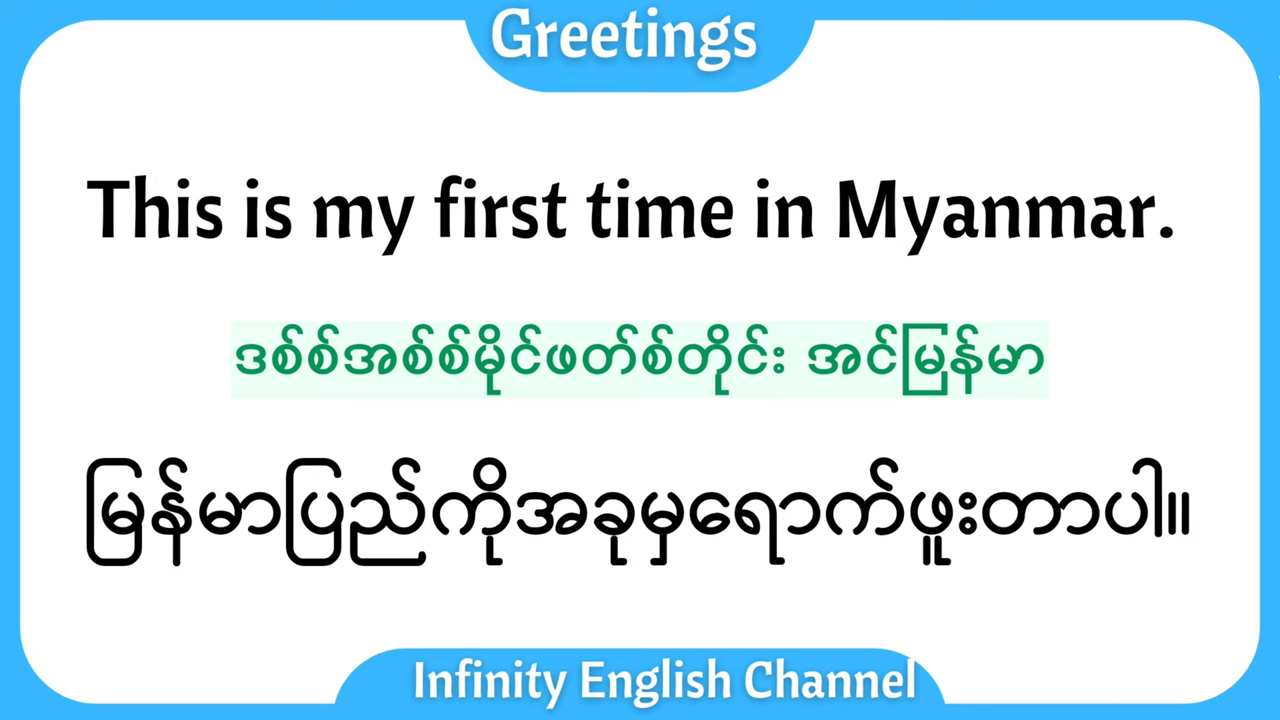 Greetings
This is my first time in Myanmar.
ဒစ်စ်အစ်စ်မိုင်ဖတ်စ်တိုင်း အင်မြန်မာ
မြန်မာပြည်ကိုအခုမှရောက်ဖူးတာပါ။
Infinity English Channel